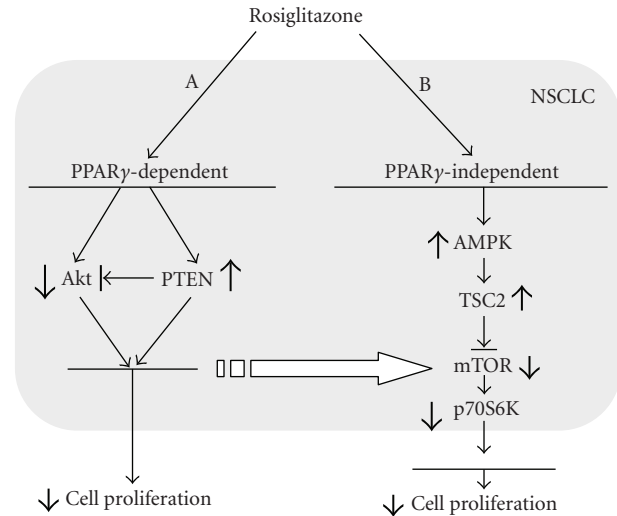 Rosiglitazone
A
B
NSCLC
PPARγ-dependent
PPARγ-independent
AMPK
Akt
PTEN
TSC2
mTOR
p70S6K
Cell proliferation
Cell proliferation